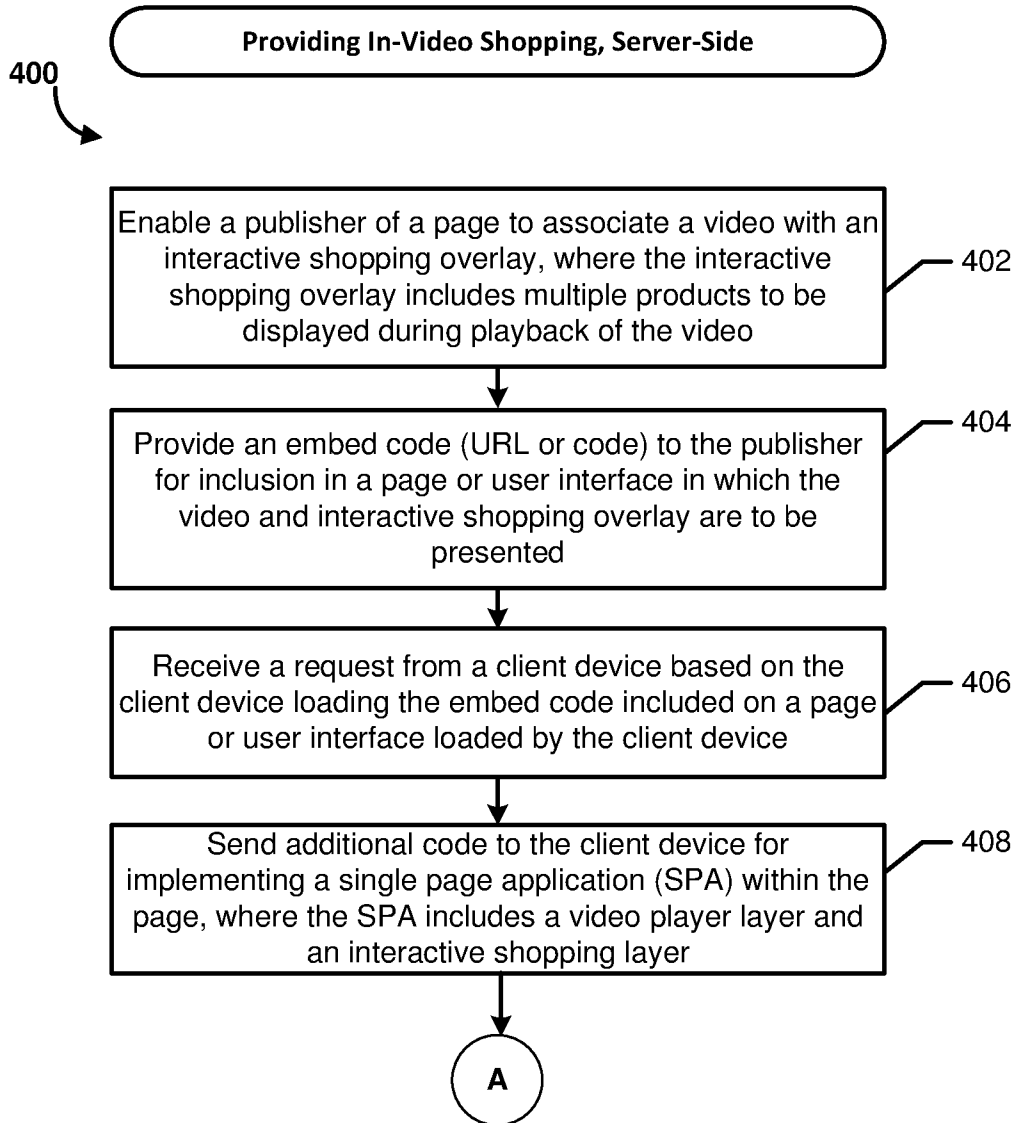 Providing In-Video Shopping, Server-Side
400
Enable a publisher of a page to associate a video with an
interactive shopping overlay, where the interactive
shopping overlay includes multiple products to be
displayed during playback of the video
402
Provide an embed code (URL or code) to the publisher
for inclusion in a page or user interface in which the
video and interactive shopping overlay are to be
presented
404
Receive a request from a client device based on the
client device loading the embed code included on a page
or user interface loaded by the client device
406
Send additional code to the client device for
implementing a single page application (SPA) within the
page, where the SPA includes a video player layer and
an interactive shopping layer
408
A